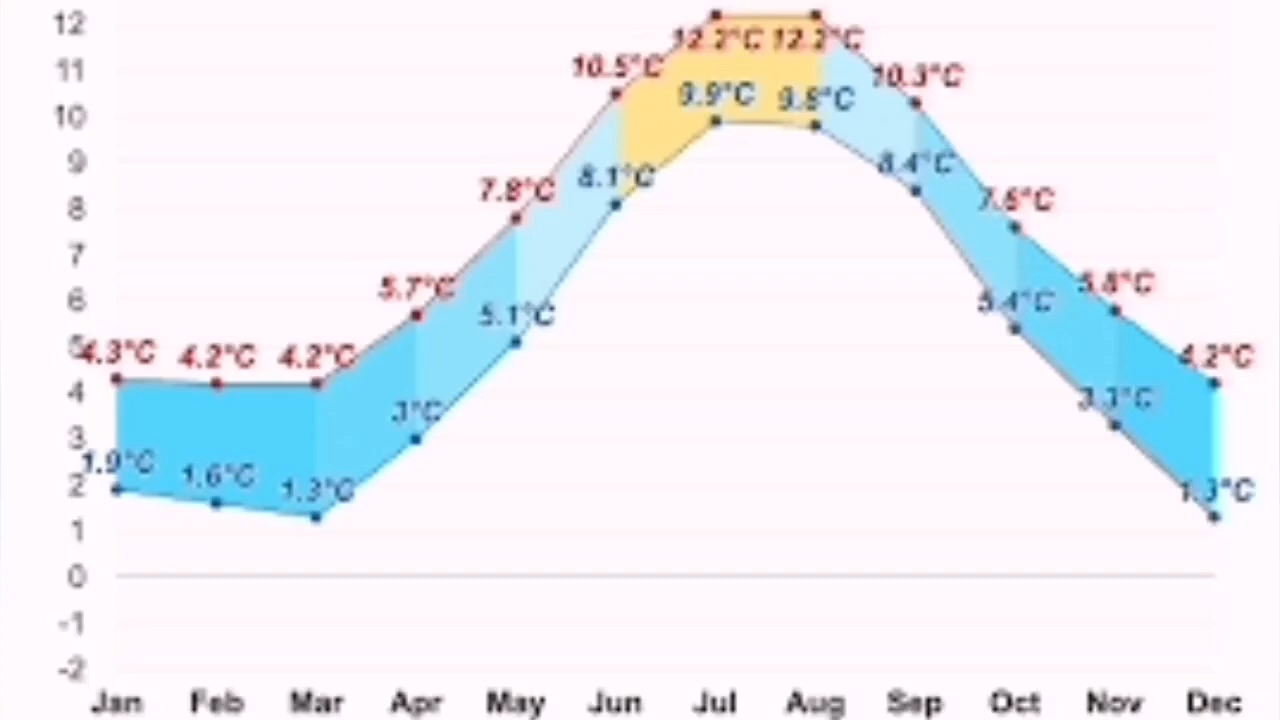 12
12.2°C 12.2°C
11
10.5°C
10.3°C
10
9.9°C 9.8°C
9
8.4°C
8.1°C
7.8°C
8
7.6°C
7
6
5.7°C
5.8°C
5.1°C
5.4°C
5
4.3°C 4.2°C 4.2°C
4.2°C
4
3°C
3.3°C
3
1.9°C 1.6°C 1.3°C
1.3°C
2
1
0
-1
-2
Jan Feb Mar Apr May Jun Jul Aug Sep Oct Nov Dec